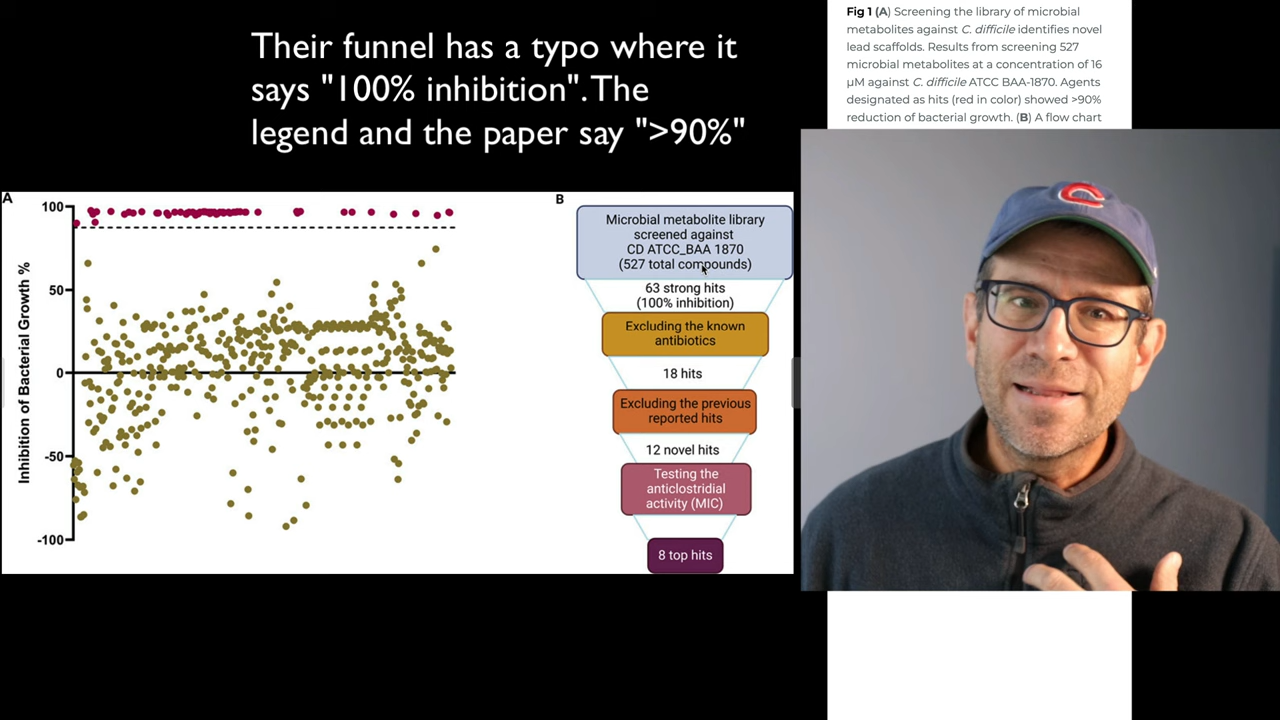 Their funnel has a typo where it
says "100% inhibition". The
legend and the paper say ">90%"
Fig 1 (A) Screening the library of microbial
metabolites against C. difficile identifies novel
lead scaffolds. Results from screening 527
microbial metabolites at a concentration of 16
µM against C. difficile ATCC BAA-1870. Agents
designated as hits (red in color) showed >90%
reduction of bacterial growth. (B) A flow chart
A
Inhibition of Bacterial Growth %
100
50
0
-50
-100
B
Microbial metabolite library
screened against
CD ATCC_BAA 1870
(527 total compounds)
63 strong hits
(100% inhibition)
Excluding the known
antibiotics
18 hits
Excluding the previous
reported hits
12 novel hits
Testing the
anticlostridial
activity (MIC)
8 top hits
C